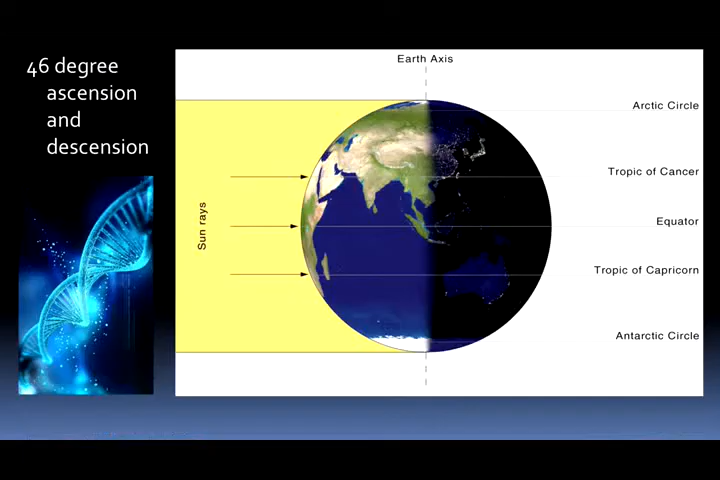 46 degree
ascension
and
descension
Earth Axis
Arctic Circle
Tropic of Cancer
Sun rays
Equator
Tropic of Capricorn
Antarctic Circle